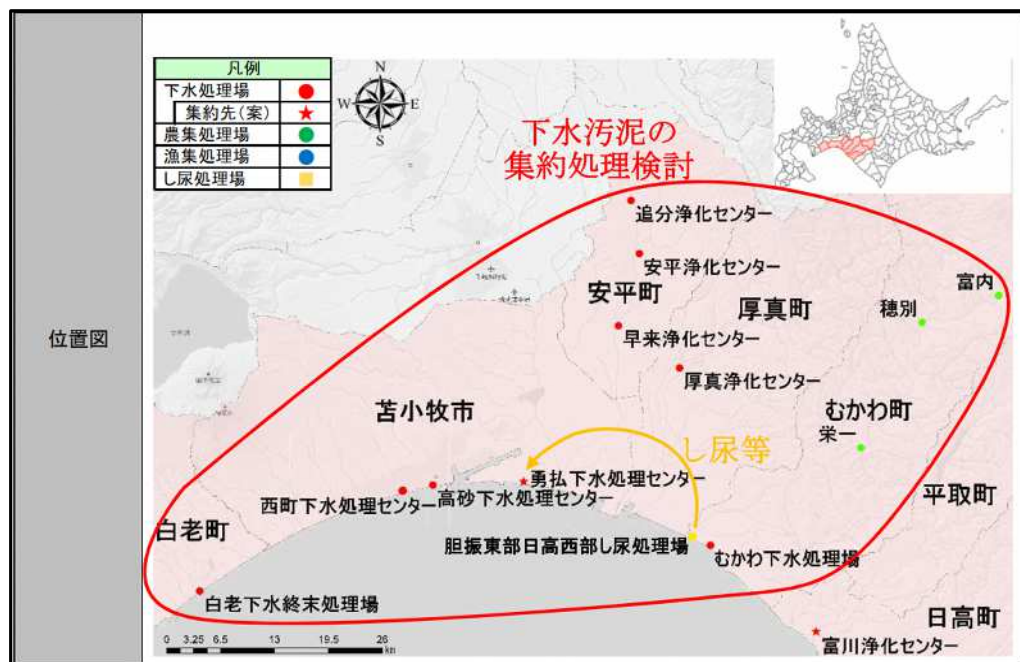 位置図
凡例
下水処理場
集約先(案)
農集処理場
漁集処理場
し尿処理場
N
W
E
S
下水汚泥の
集約処理検討
追分浄化センター
安平浄化センター
安平町
厚真町
富内
穂別
早来浄化センター
厚真浄化センター
苫小牧市
むかわ町
栄一
し尿等
勇払下水処理センター
西町下水処理センター
高砂下水処理センター
平取町
白老町
胆振東部日高西部し尿処理場
むかわ下水処理場
白老下水終末処理場
日高町
富川浄化センター
0 3.25 6.5 13 19.5 26
km